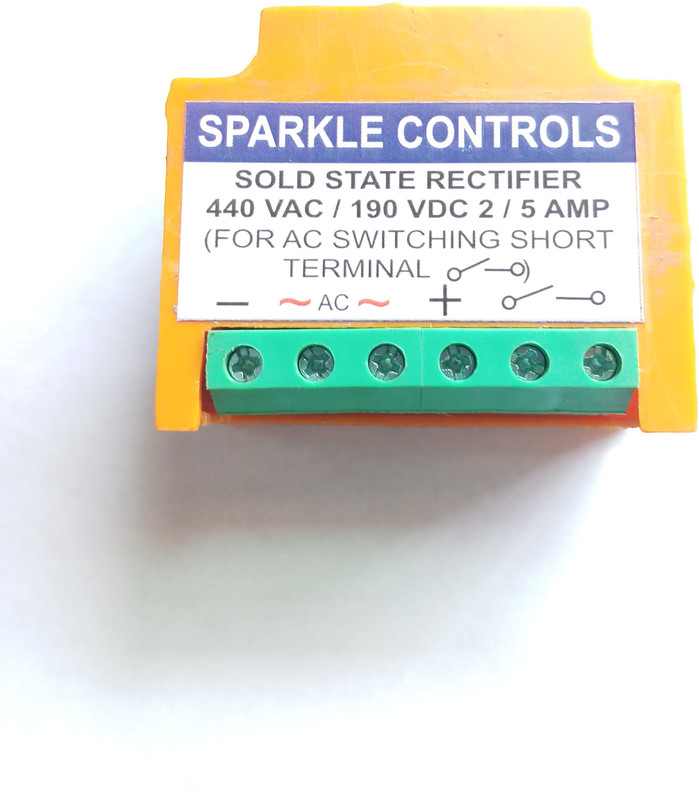 SPARKLE CONTROLS
SOLD STATE RECTIFIER
440 VAC / 190 VDC 2 / 5 AMP
(FOR AC SWITCHING SHORT
TERMINAL )
− ~ AC ~ +